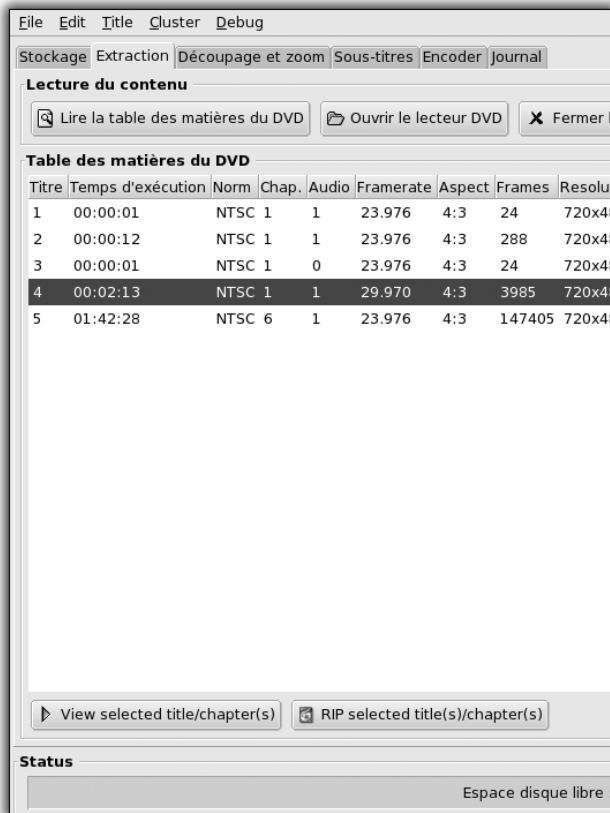 File Edit Title Cluster Debug
Stockage Extraction Découpage et zoom Sous-titres Encoder Journal
Lecture du contenu
Lire la table des matières du DVD Ouvrir le lecteur DVD Fermer
Table des matières du DVD
Titre Temps d'exécution Norm Chap. Audio Framerate Aspect Frames Resolu
1 00:00:01 NTSC 1 1 23.976 4:3 24 720x4
2 00:00:12 NTSC 1 1 23.976 4:3 288 720x4
3 00:00:01 NTSC 1 0 23.976 4:3 24 720x4
4 00:02:13 NTSC 1 1 29.970 4:3 3985 720x4
5 01:42:28 NTSC 6 1 23.976 4:3 147405 720x4
View selected title/chapter(s) RIP selected title(s)/chapter(s)
Status
Espace disque libre